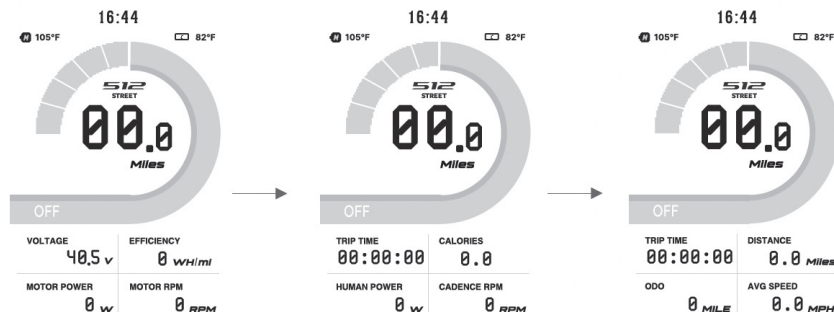 16:44
105°F 82°F
512
STREET
00.0
Miles
OFF
VOLTAGE EFFICIENCY
40.5 V 0 WH/mi
MOTOR POWER MOTOR RPM
0 W 0 RPM
16:44
105°F 82°F
512
STREET
00.0
Miles
OFF
TRIP TIME CALORIES
00:00:00 0.0
HUMAN POWER CADENCE RPM
0 W 0 RPM
16:44
105°F 82°F
512
STREET
00.0
Miles
OFF
TRIP TIME DISTANCE
00:00:00 0.0 Miles
ODO AVG SPEED
0 MILE 0.0 MPH